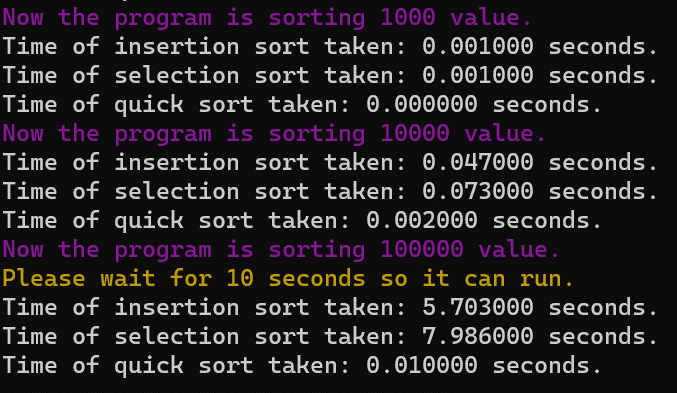 Now the program is sorting 1000 value.
Time of insertion sort taken: 0.001000 seconds.
Time of selection sort taken: 0.001000 seconds.
Time of quick sort taken: 0.000000 seconds.
Now the program is sorting 10000 value.
Time of insertion sort taken: 0.047000 seconds.
Time of selection sort taken: 0.073000 seconds.
Time of quick sort taken: 0.002000 seconds.
Now the program is sorting 100000 value.
Please wait for 10 seconds so it can run.
Time of insertion sort taken: 5.703000 seconds.
Time of selection sort taken: 7.986000 seconds.
Time of quick sort taken: 0.010000 seconds.